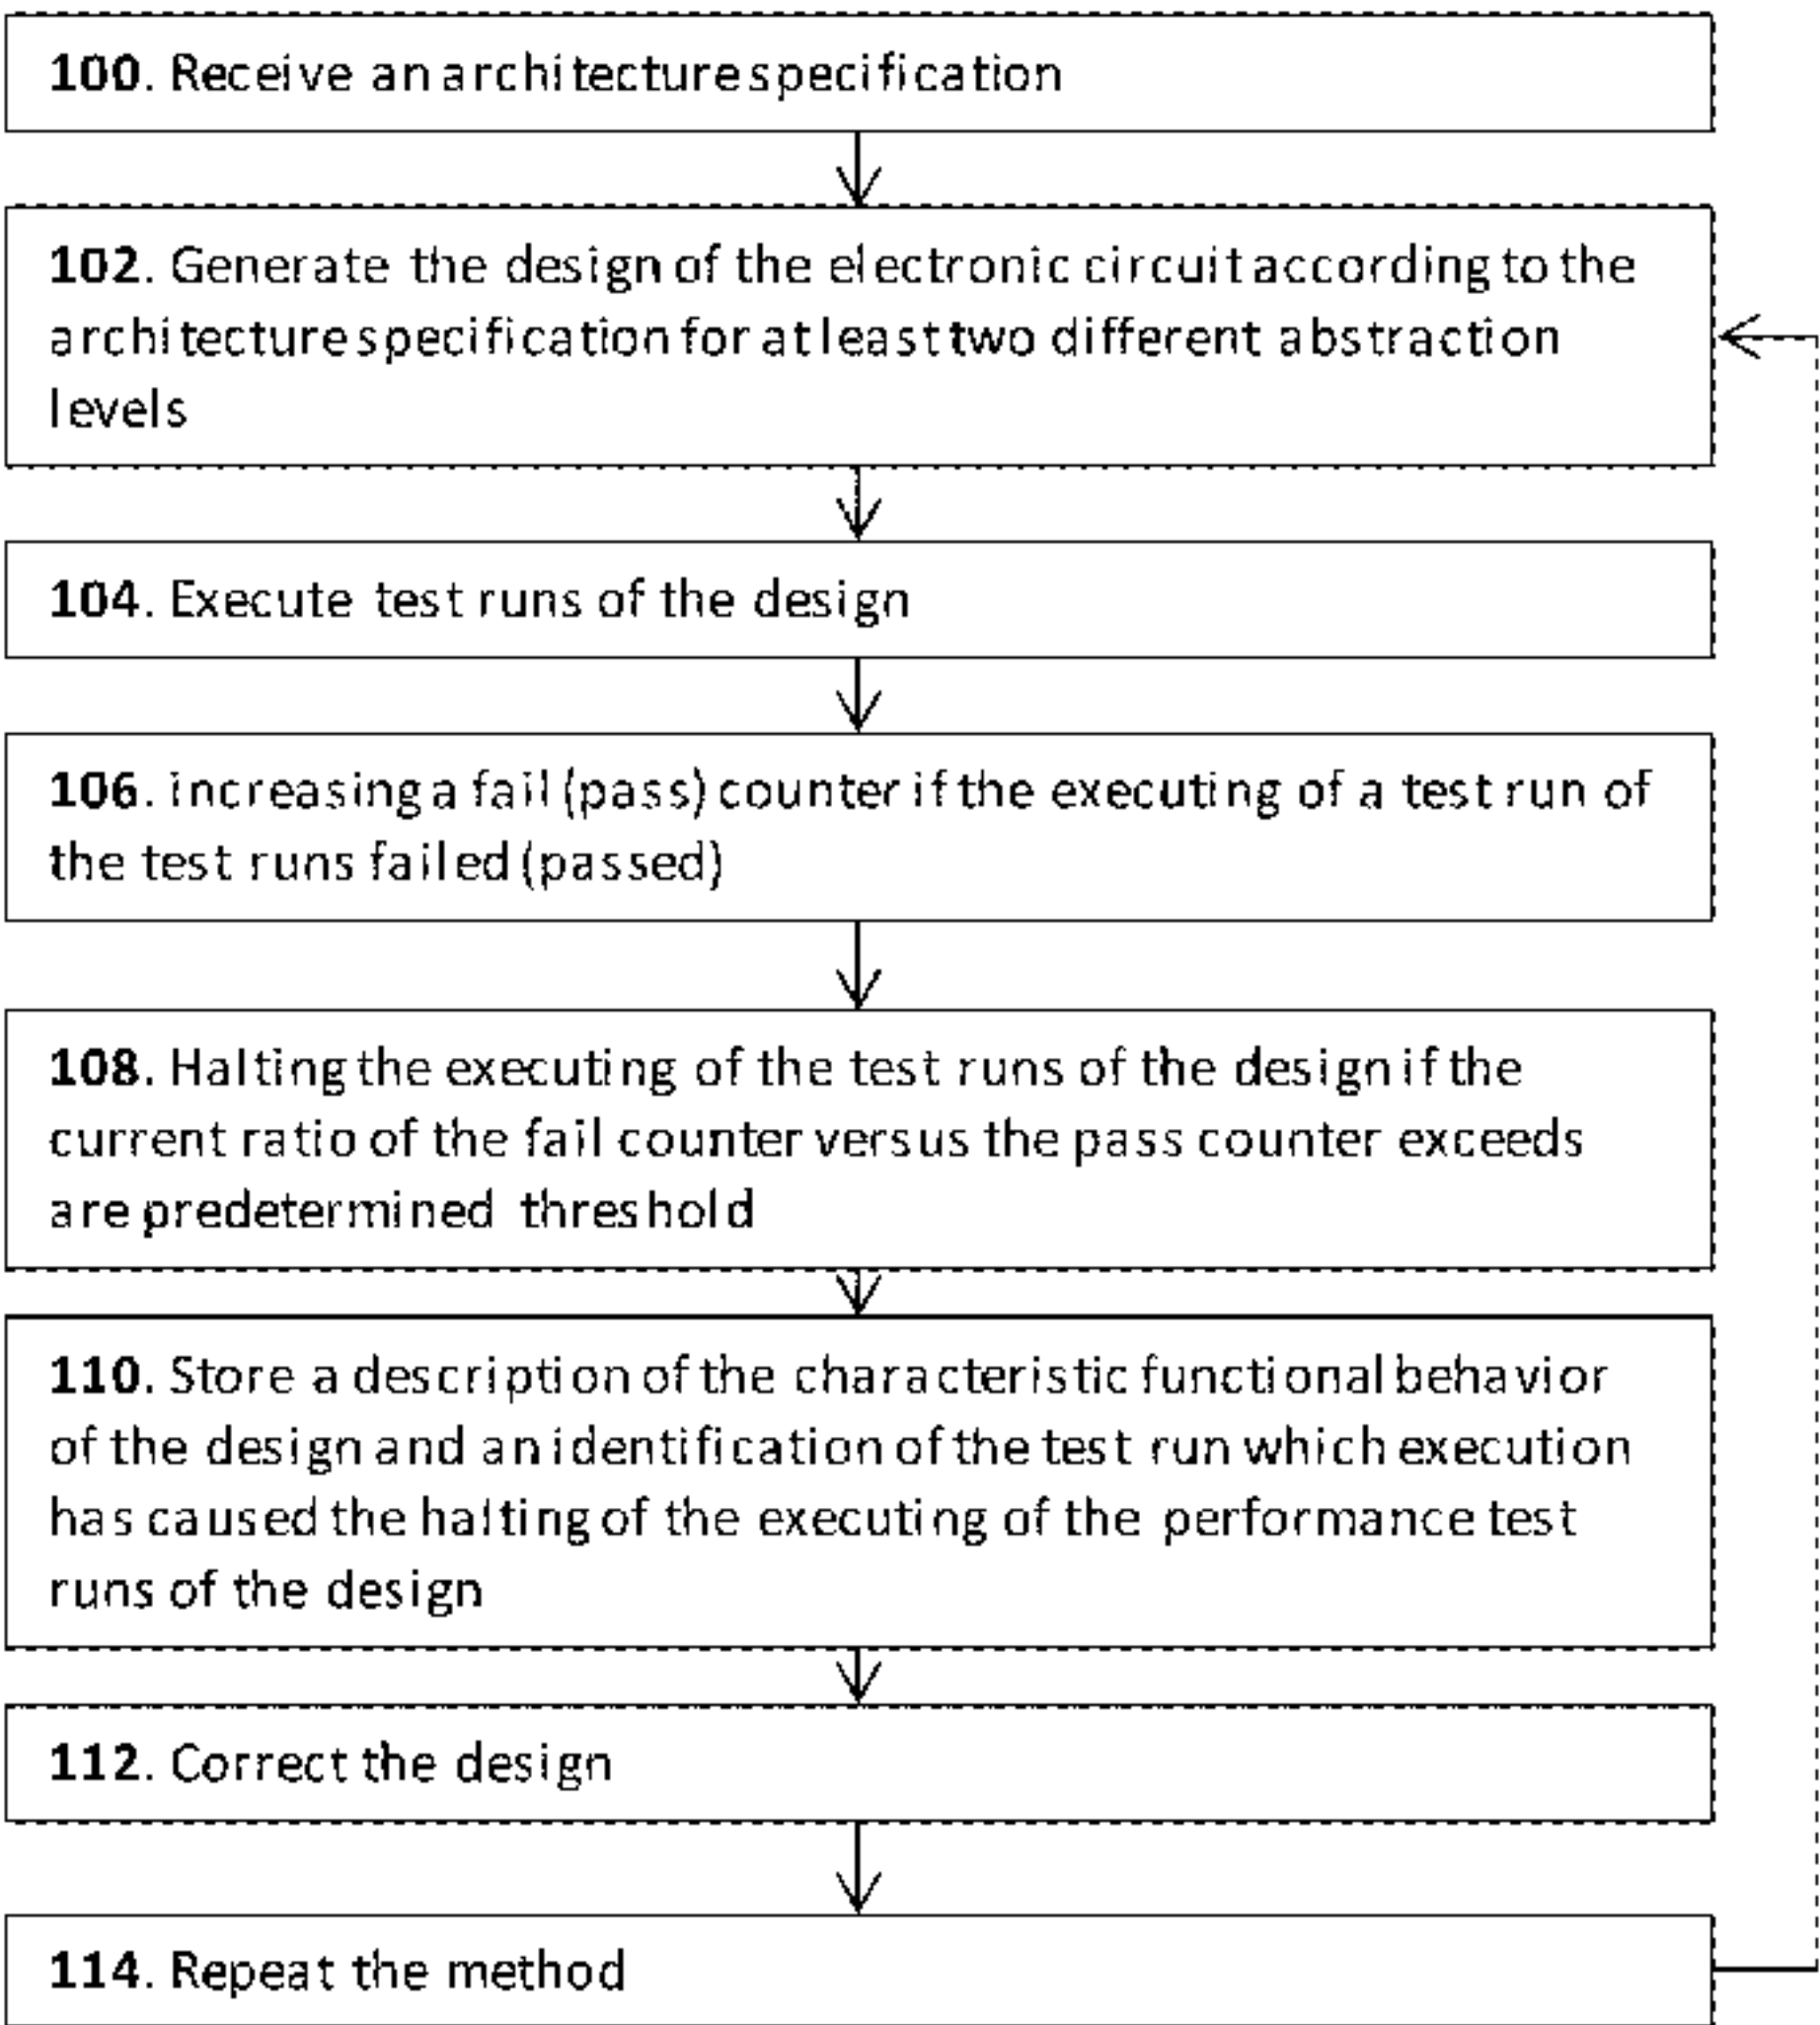 100. Receive an architecture specification
102. Generate the design of the electronic circuit according to the
architecture specification for at least two different abstraction
levels
104. Execute test runs of the design
106. increasing a fail (pass) counter if the executing of a test run of
the test runs failed (passed)
108. Halting the executing of the test runs of the design if the
current ratio of the fail counter versus the pass counter exceeds
are predetermined threshold
110. Store a description of the characteristic functional behavior
of the design and an identification of the test run which execution
has caused the halting of the executing of the performance test
runs of the design
112. Correct the design
114. Repeat the method